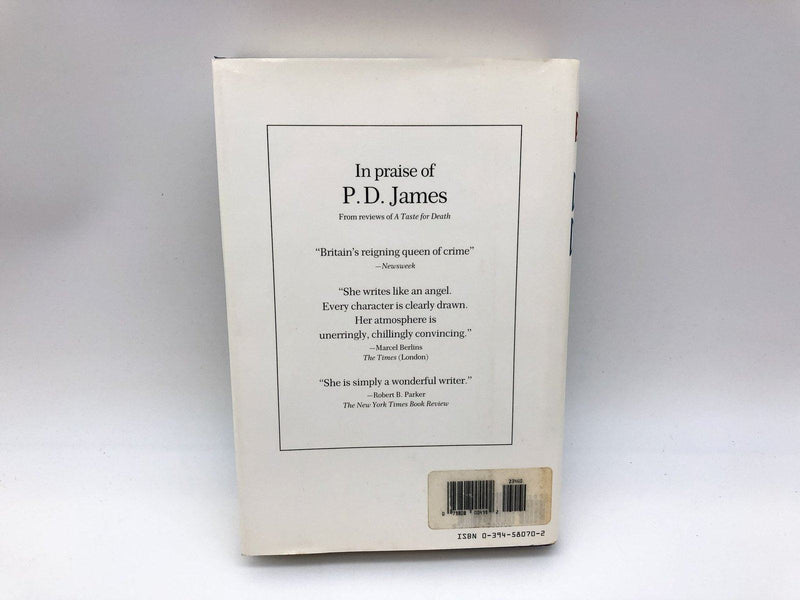 In praise of
P. D. James
From reviews of A Taste for Death
“Britain’s reigning queen of crime”
—Newsweek
“She writes like an angel.
Every character is clearly drawn.
Her atmosphere is
unerringly, chillingly convincing.”
—Marcel Berlins
The Times (London)
“She is simply a wonderful writer.”
—Robert B. Parker
The New York Times Book Review
ISBN 0-394-58070-2